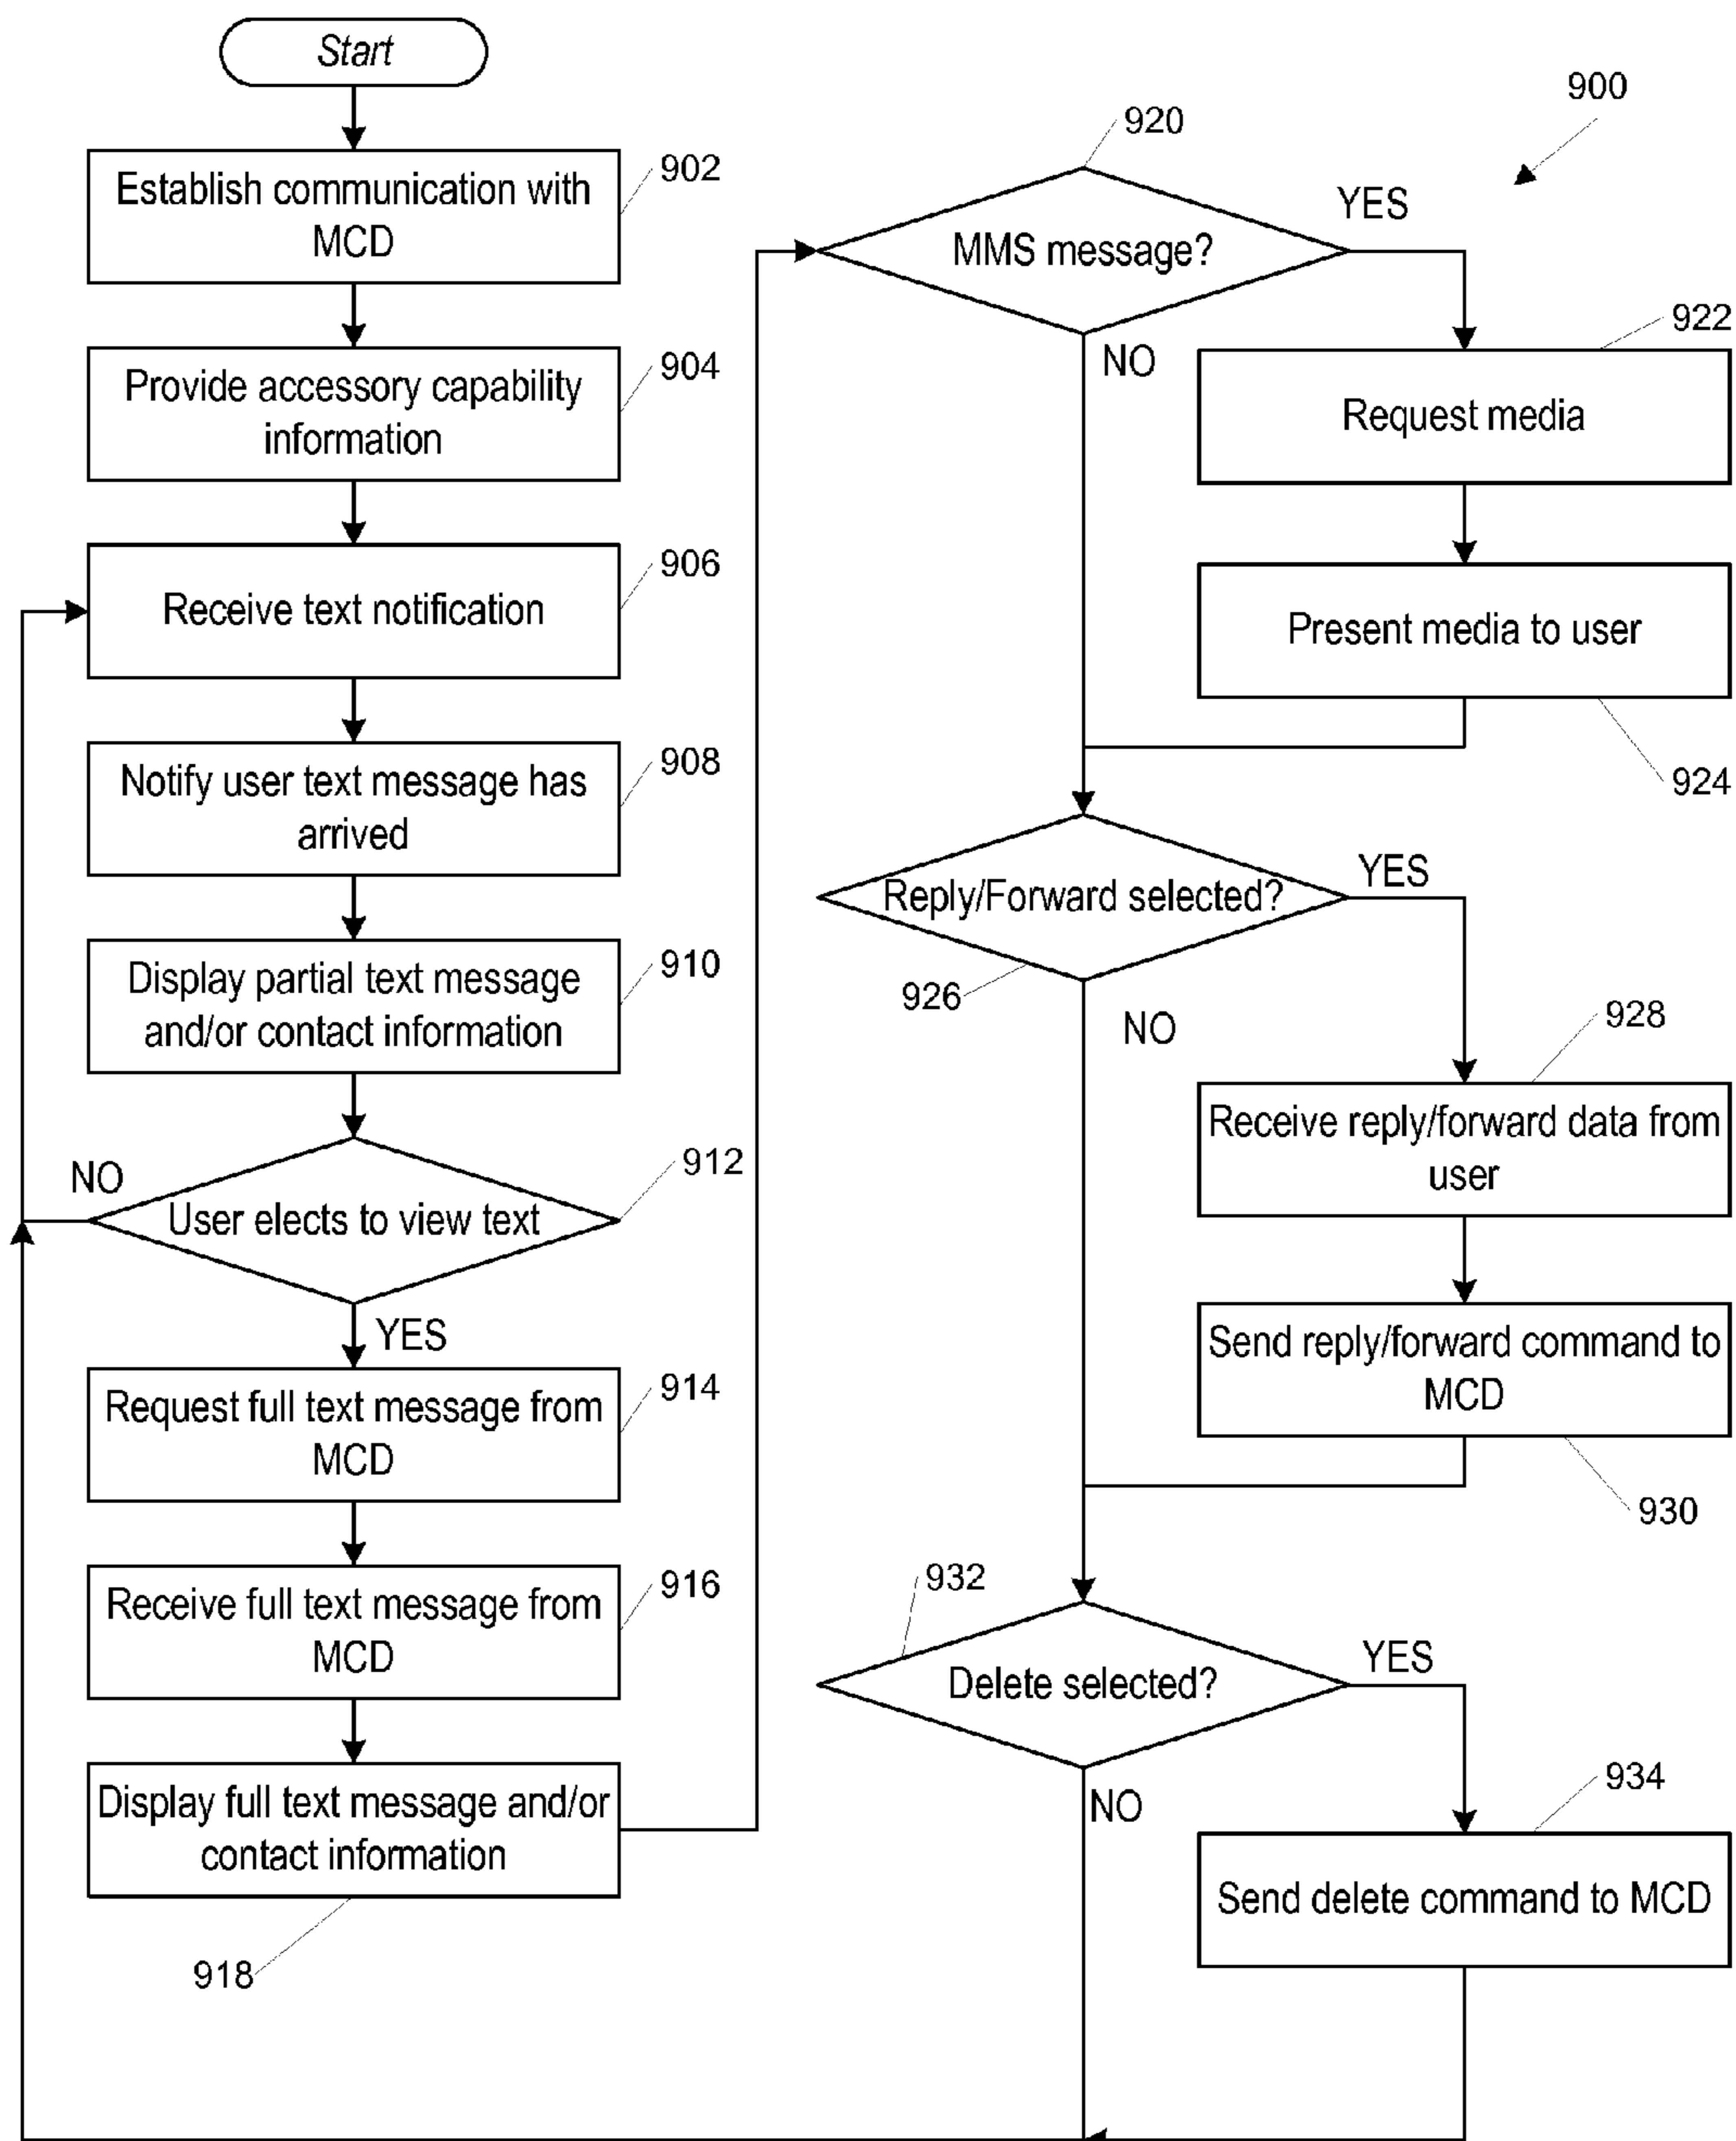 Start
Establish communication with
MCD
902
Provide accessory capability
information
904
Receive text notification
906
Notify user text message has
arrived
908
Display partial text message
and/or contact information
910
User elects to view text
912
NO
YES
Request full text message from
MCD
914
Receive full text message from
MCD
916
Display full text message and/or
contact information
918
900
920
MMS message?
YES
NO
922
Request media
Present media to user
924
Reply/Forward selected?
YES
926
NO
928
Receive reply/forward data from
user
Send reply/forward command to
MCD
930
932
Delete selected?
YES
NO
934
Send delete command to MCD